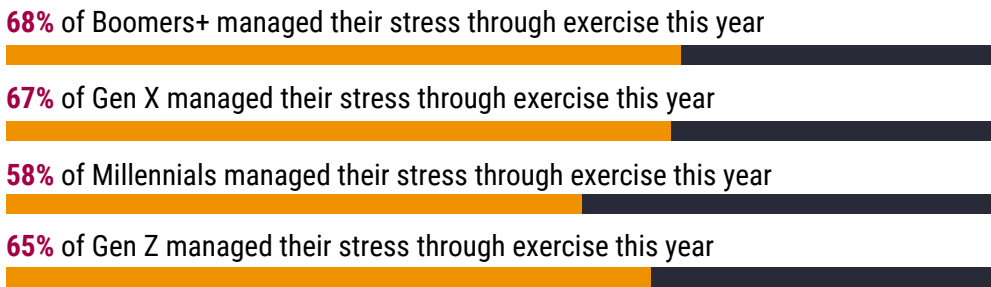 68% of Boomers+ managed their stress through exercise this year
67% of Gen X managed their stress through exercise this year
58% of Millennials managed their stress through exercise this year
65% of Gen Z managed their stress through exercise this year